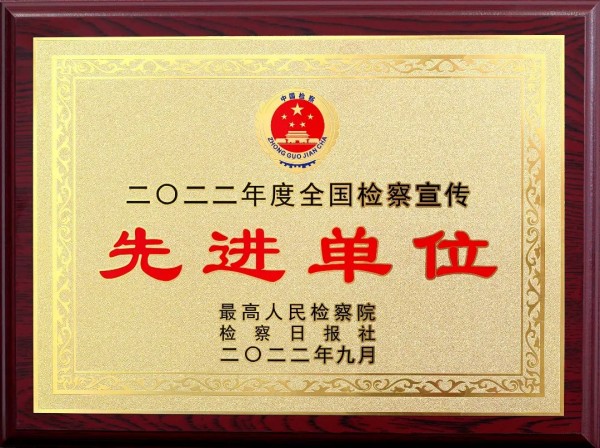 中国检察
ZHONG GUO JIAN CHA
二〇二二年度全国检察宣传
先进单位
最高人民检察院
检察日报社
二〇二二年九月